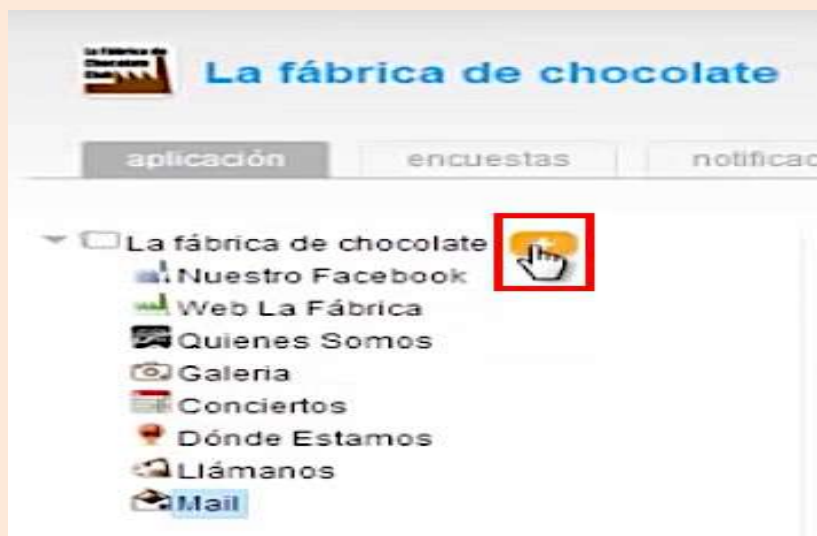 La fábrica de chocolate
aplicación encuestas notificac
La fábrica de chocolate
Nuestro Facebook
Web La Fábrica
Quienes Somos
Galeria
Conciertos
Dónde Estamos
Llámanos
Mail